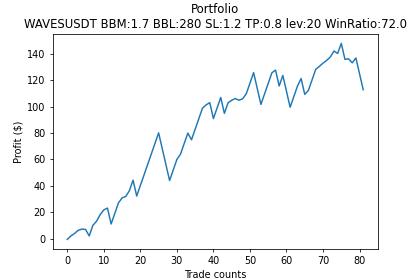 Portfolio
WAVESUSDT BBM:1.7 BBL:280 SL:1.2 TP:0.8 lev:20 WinRatio:72.0
140
120
100
80
60
40
20
0
Profit ($)
0 10 20 30 40 50 60 70 80
Trade counts